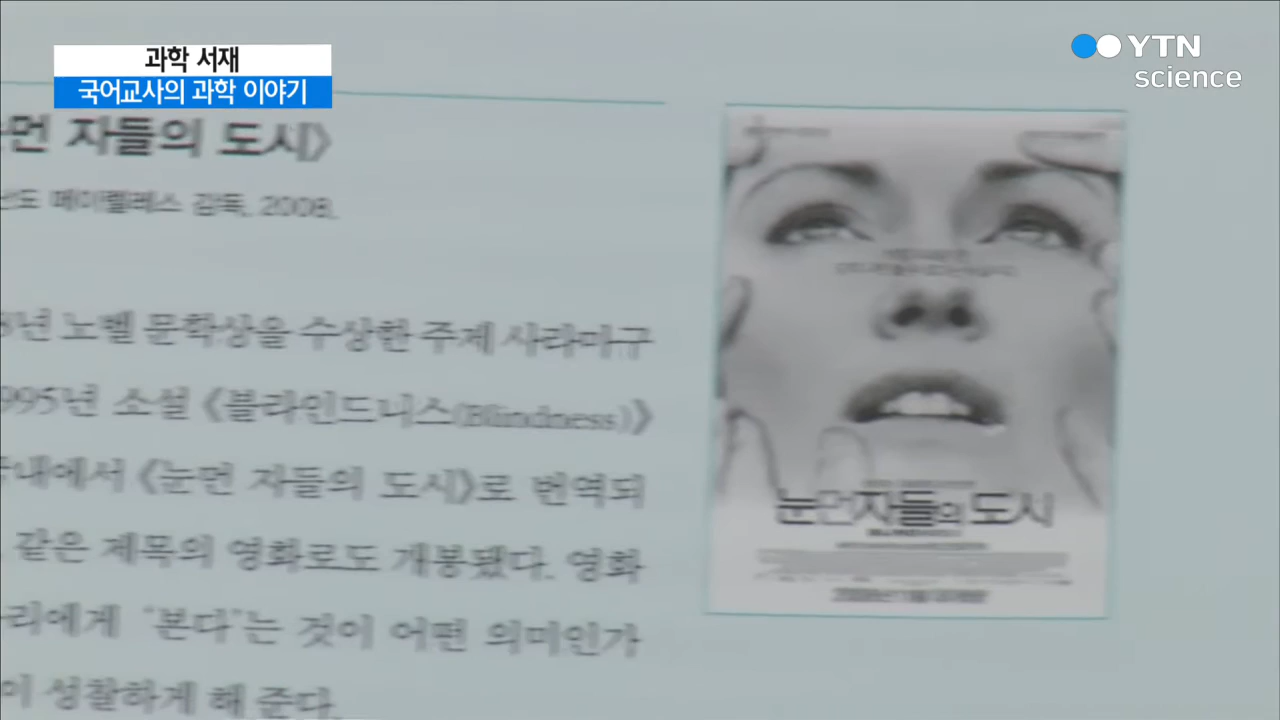 과학 서재
국어교사의 과학 이야기
YTN
science
먼 자들의 도시》
페이렐레스 감독, 2008.
년 노벨 문학상을 수상한 주제 사라마구
995년 소설 《블라인드니스(Blindness)》
내에서 《눈먼 자들의 도시》로 번역되
같은 제목의 영화로도 개봉됐다. 영화
리에게 "본다"는 것이 어떤 의미인가
이 성찰하게 해 준다.
눈먼자들의 도시